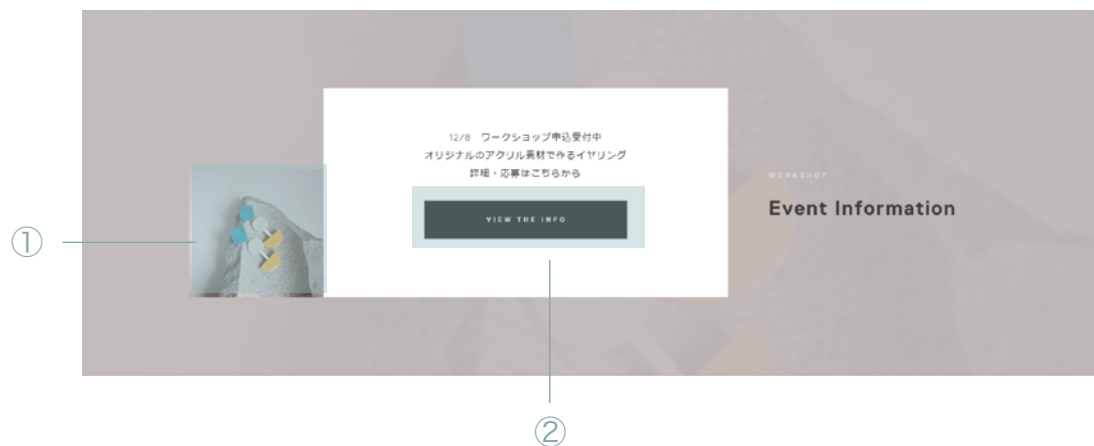 12/8 ワークショップ申込受付中
オリジナルのアクリル素材で作るイヤリング
詳細・応募はこちらから
VIEW THE INFO
WORKSHOP
Event Information
①
②